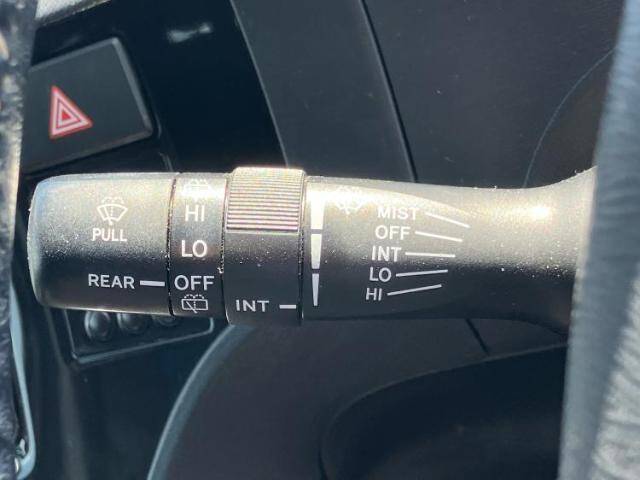 PULL
REAR
HI
LO
OFF
INT
MIST
OFF
INT
LO
HI